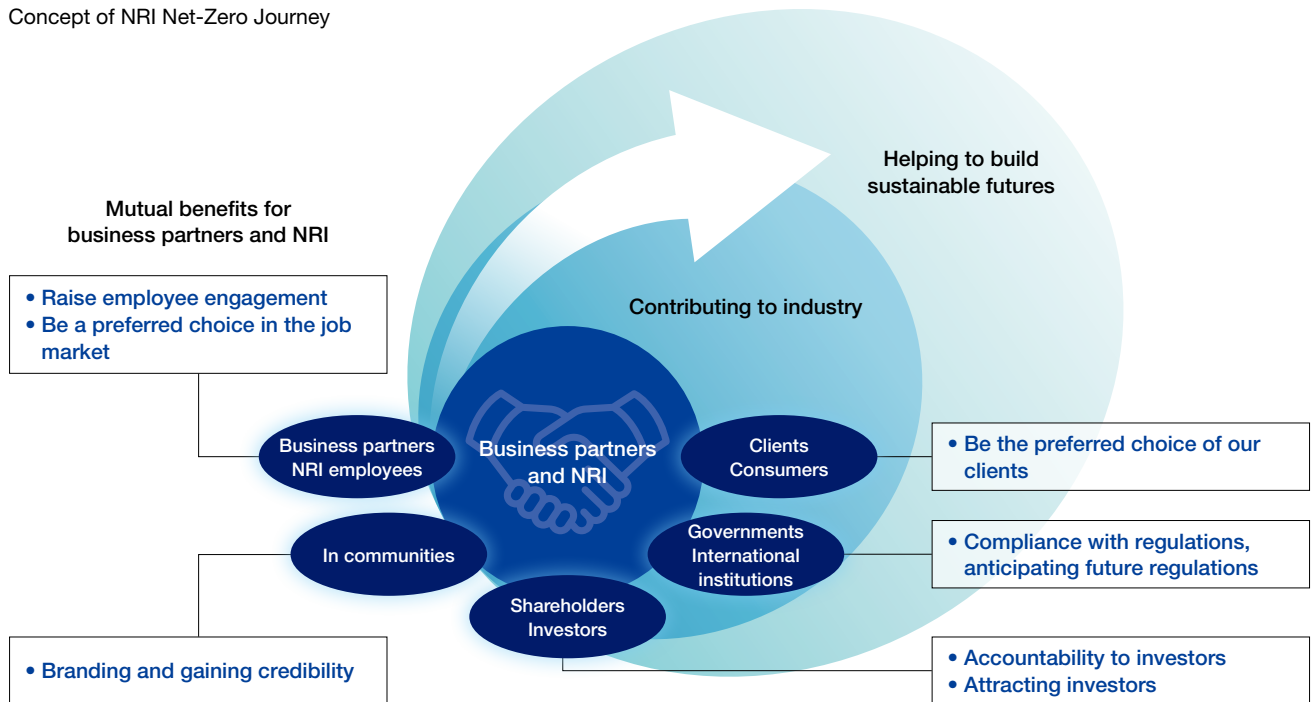 Concept of NRI Net-Zero Journey
Helping to build
sustainable futures
Mutual benefits for
business partners and NRI
• Raise employee engagement
• Be a preferred choice in the job
market
Contributing to industry
Business partners
NRI employees
Business partners
and NRI
Clients
Consumers
• Be the preferred choice of our
clients
In communities
Governments
International
institutions
• Compliance with regulations,
anticipating future regulations
Shareholders
Investors
• Branding and gaining credibility
• Accountability to investors
• Attracting investors